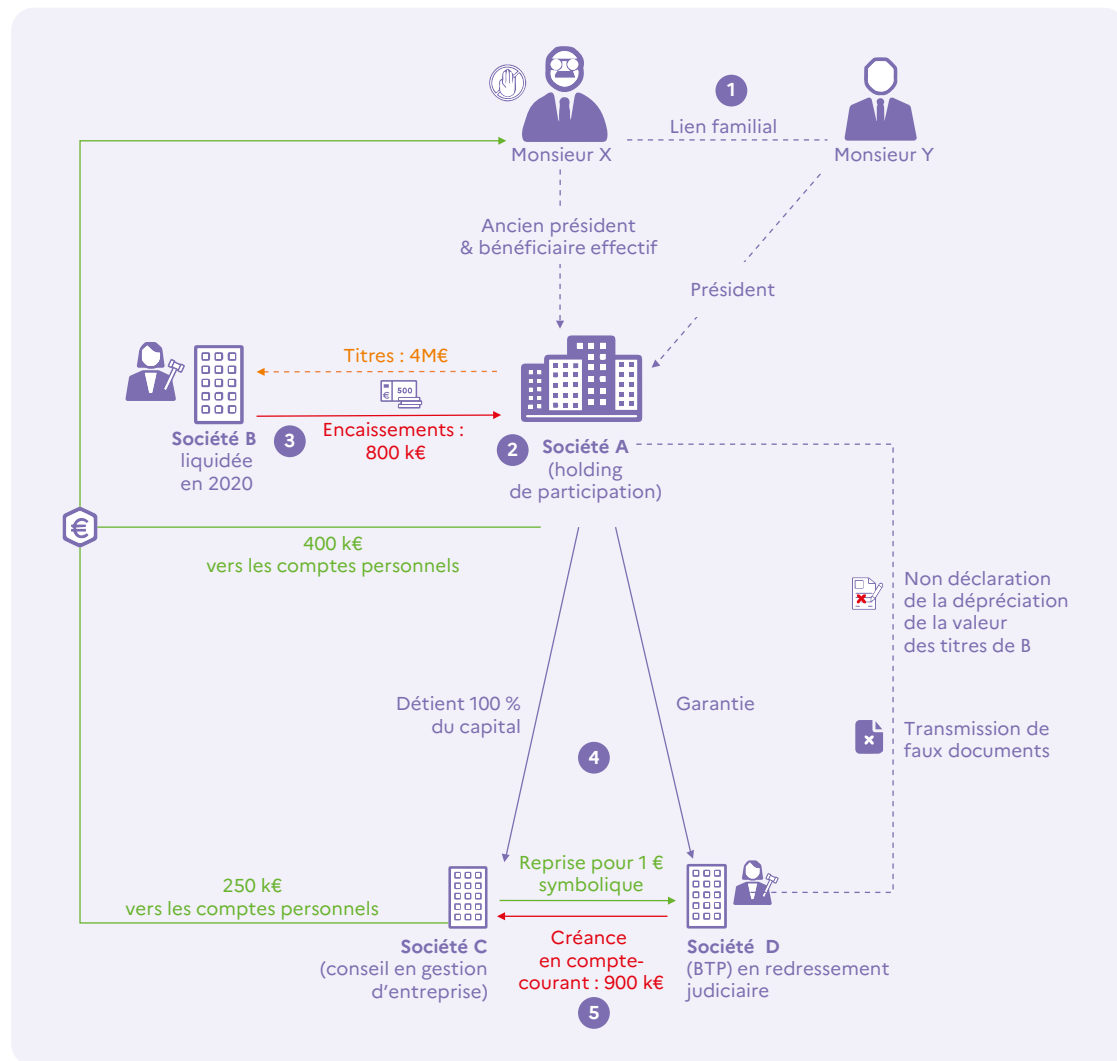 1
Lien familial
Monsieur X
Monsieur Y
Ancien président
& bénéficiaire effectif
Président
Titres : 4M€
€ 500
Encaissements :
800 k€
Société B
liquidée
en 2020
3
2
Société A
(holding
de participation)
€
400 k€
vers les comptes personnels
Non déclaration
de la dépréciation
de la valeur
des titres de B
Détient 100 %
du capital
Garantie
Transmission de
faux documents
4
250 k€
vers les comptes personnels
Reprise pour 1 €
symbolique
Société C
(conseil en gestion
d’entreprise)
Créance
en compte-
courant : 900 k€
Société D
(BTP) en redressement
judiciaire
5